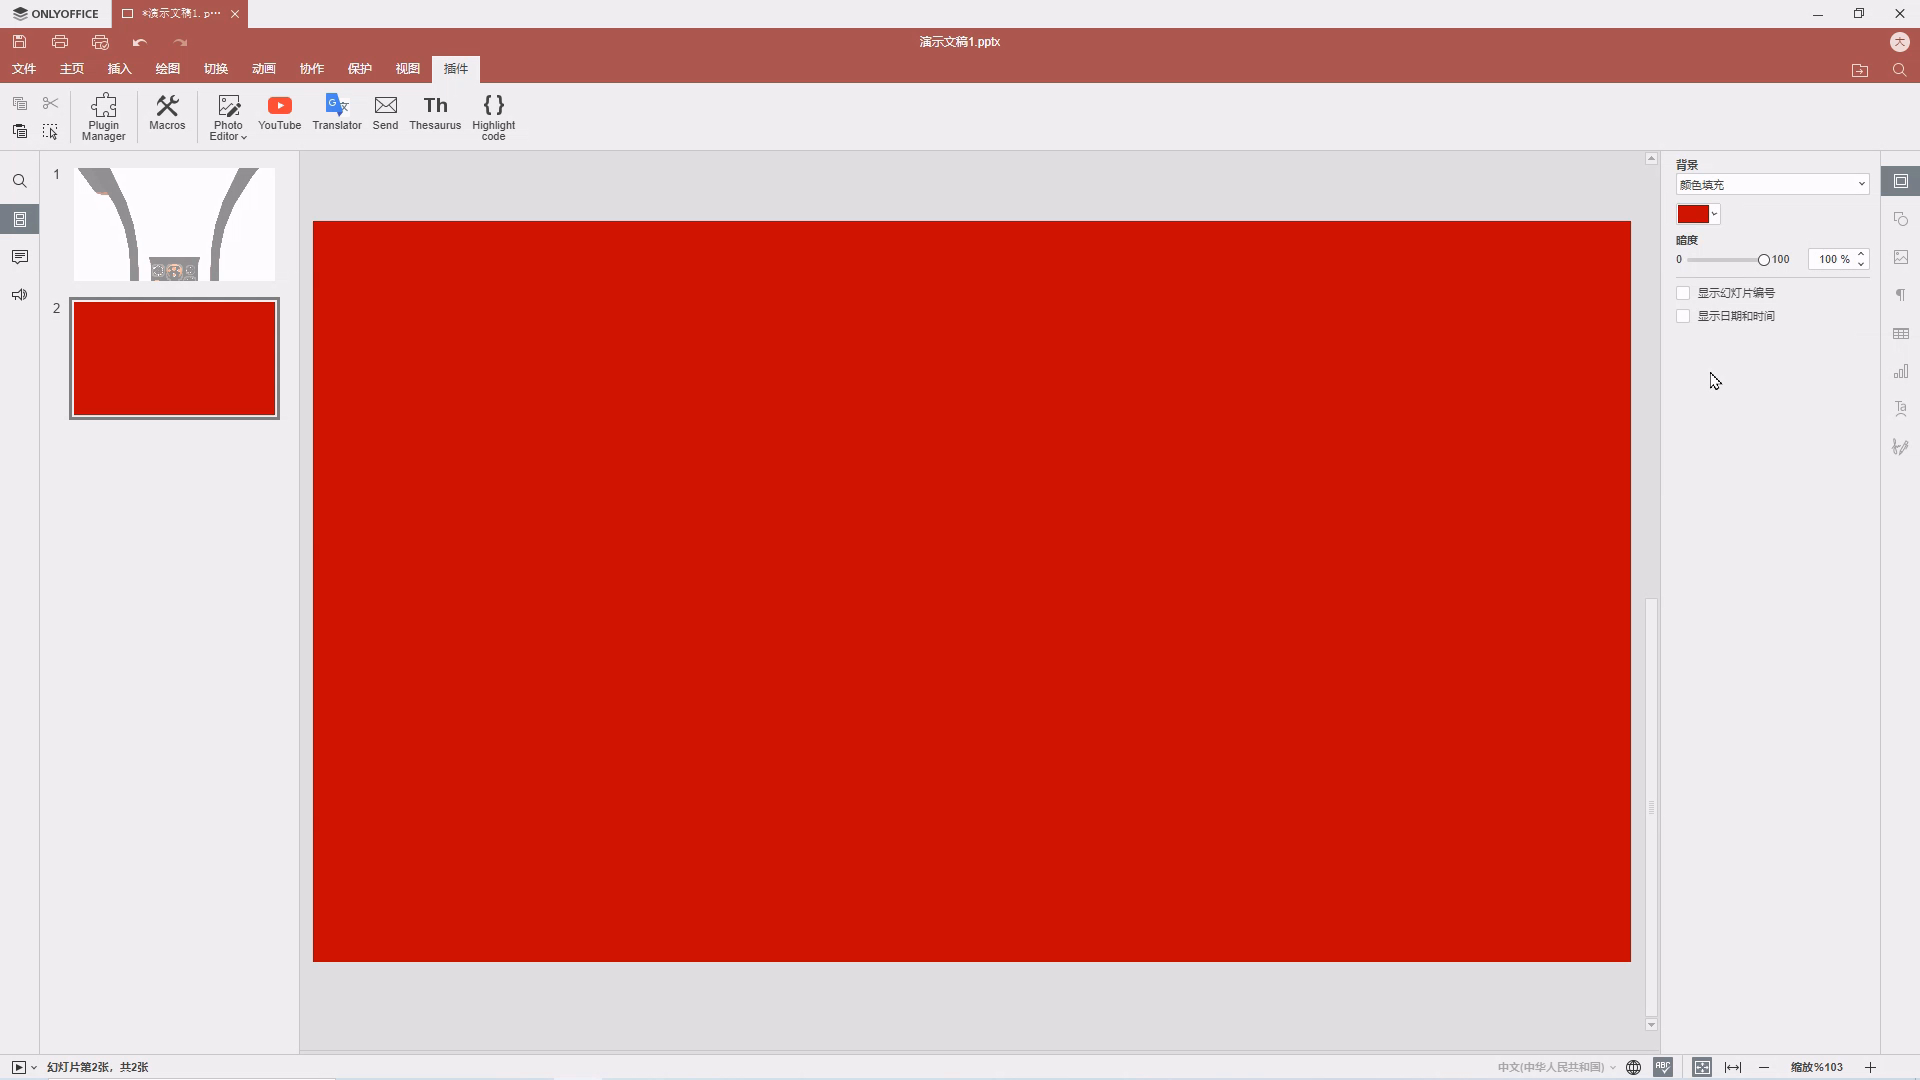 ONLYOFFICE
*演示文稿1. p···
演示文稿1.pptx
大
文件 主页 插入 绘图 切换 动画 协作 保护 视图 插件
Plugin Manager
Macros
Photo Editor
YouTube
Translator
Send
Th
Thesaurus
Highlight code
1
2
背景
颜色填充
暗度
0 100 100 %
显示幻灯片编号
显示日期和时间
幻灯片第2张，共2张
中文(中华人民共和国)
ABC
缩放%103